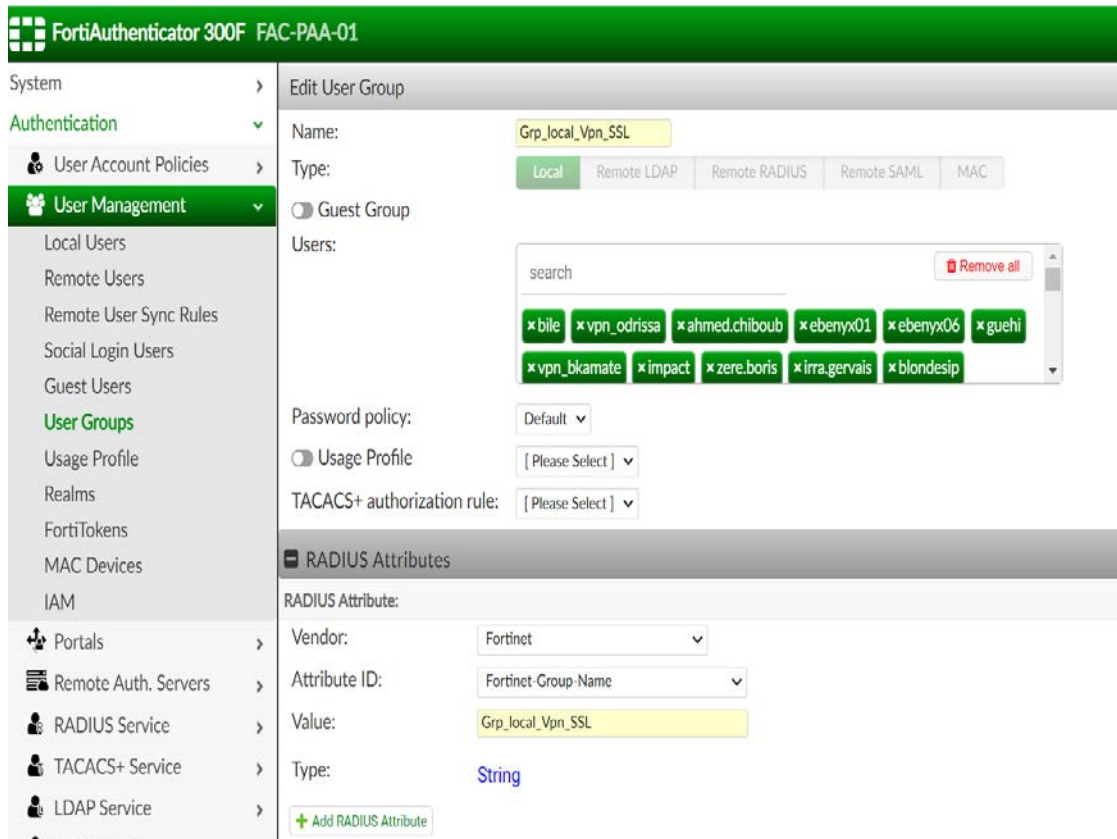 FortiAuthenticator 300F FAC-PAA-01
System
Authentication
User Account Policies
User Management
Local Users
Remote Users
Remote User Sync Rules
Social Login Users
Guest Users
User Groups
Usage Profile
Realms
FortiTokens
MAC Devices
IAM
Portals
Remote Auth. Servers
RADIUS Service
TACACS+ Service
LDAP Service
Edit User Group
Name: Grp_local_Vpn_SSL
Type: Local Remote LDAP Remote RADIUS Remote SAML MAC
Guest Group
Users:
search Remove all
×bile ×vpn_odrissa ×ahmed.chiboub ×ebenyx01 ×ebenyx06 ×guehi
×vpn_bkamate ×impact ×zere.boris ×irra.gervais ×blondesip
Password policy: Default
Usage Profile [ Please Select ]
TACACS+ authorization rule: [ Please Select ]
RADIUS Attributes
RADIUS Attribute:
Vendor: Fortinet
Attribute ID: Fortinet-Group-Name
Value: Grp_local_Vpn_SSL
Type: String
+ Add RADIUS Attribute